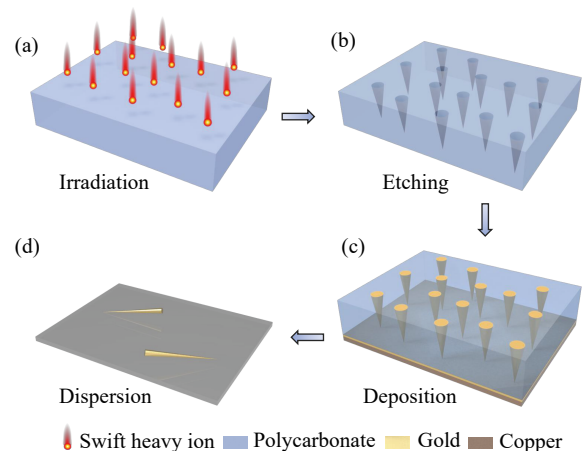 (a)
(b)
Irradiation
Etching
(d)
(c)
Dispersion
Deposition
Swift heavy ion Polycarbonate Gold Copper